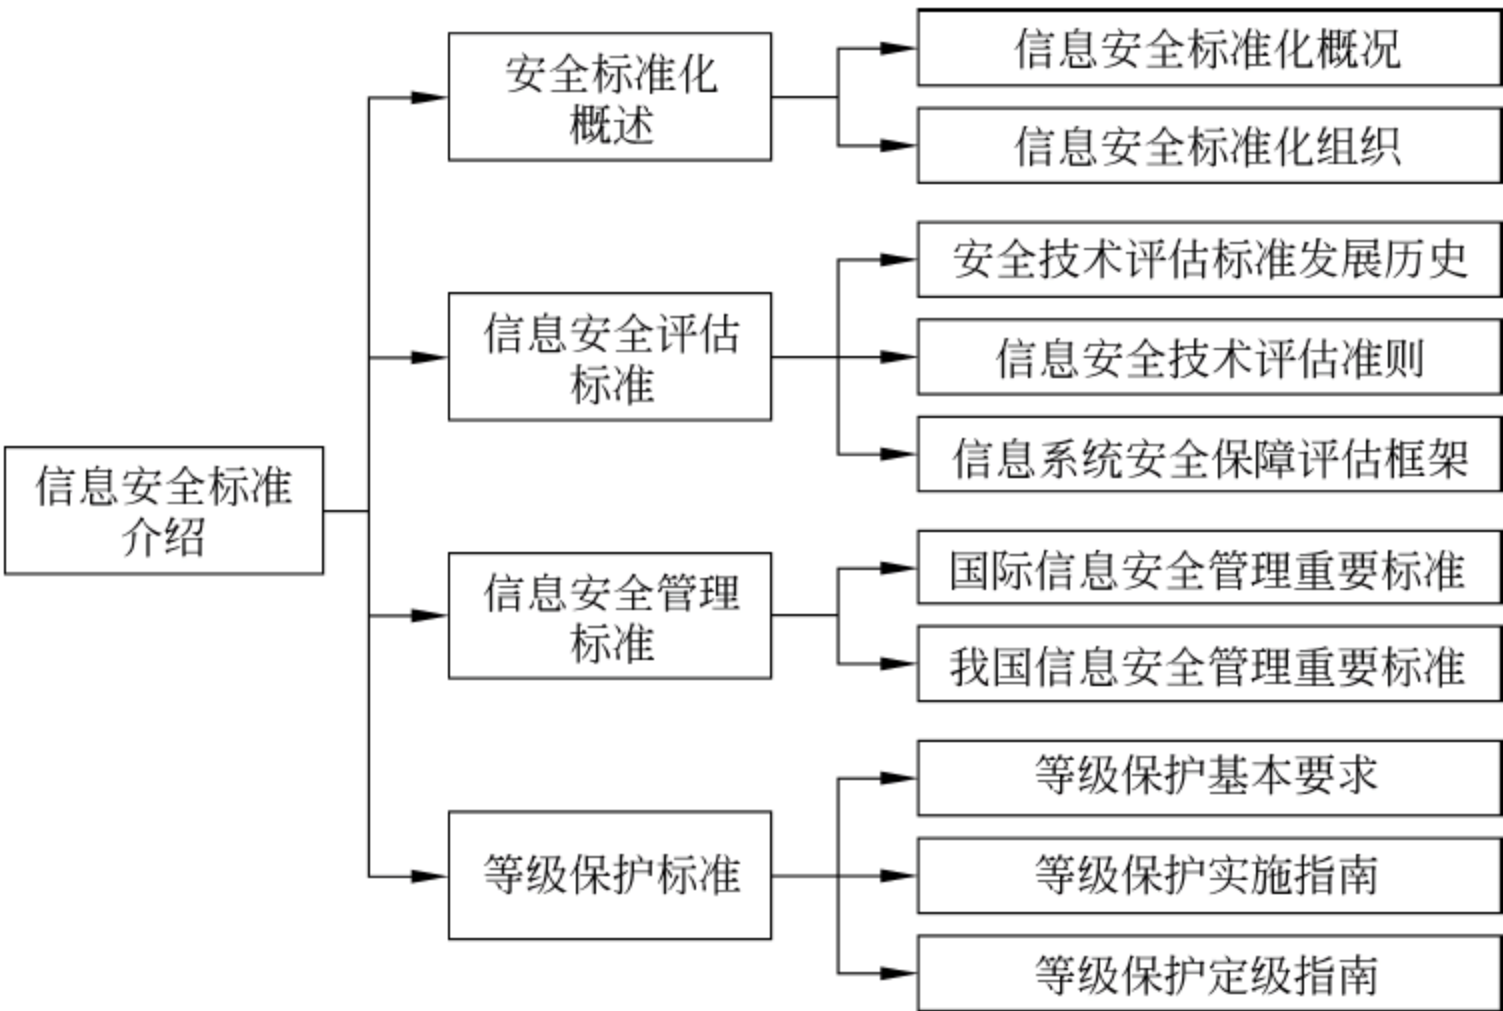 信息安全标准
介绍
安全标准化
概述
信息安全标准化概况
信息安全标准化组织
信息安全评估
标准
安全技术评估标准发展历史
信息安全技术评估准则
信息系统安全保障评估框架
信息安全管理
标准
国际信息安全管理重要标准
我国信息安全管理重要标准
等级保护标准
等级保护基本要求
等级保护实施指南
等级保护定级指南